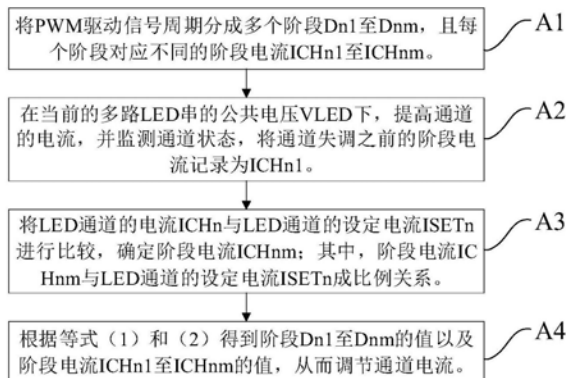 将PWM驱动信号周期分成多个阶段Dn1至Dnm，且每
个阶段对应不同的阶段电流ICHn1至ICHnm。
A1
在当前的多路LED串的公共电压VLED下，提高通道
的电流，并监测通道状态，将通道失调之前的阶段电
流记录为ICHn1。
A2
将LED通道的电流ICHn与LED通道的设定电流ISETn
进行比较，确定阶段电流ICHnm；其中，阶段电流IC
Hnm与LED通道的设定电流ISETn成比例关系。
A3
根据等式（1）和（2）得到阶段Dn1至Dnm的值以及
阶段电流ICHn1至ICHnm的值，从而调节通道电流。
A4